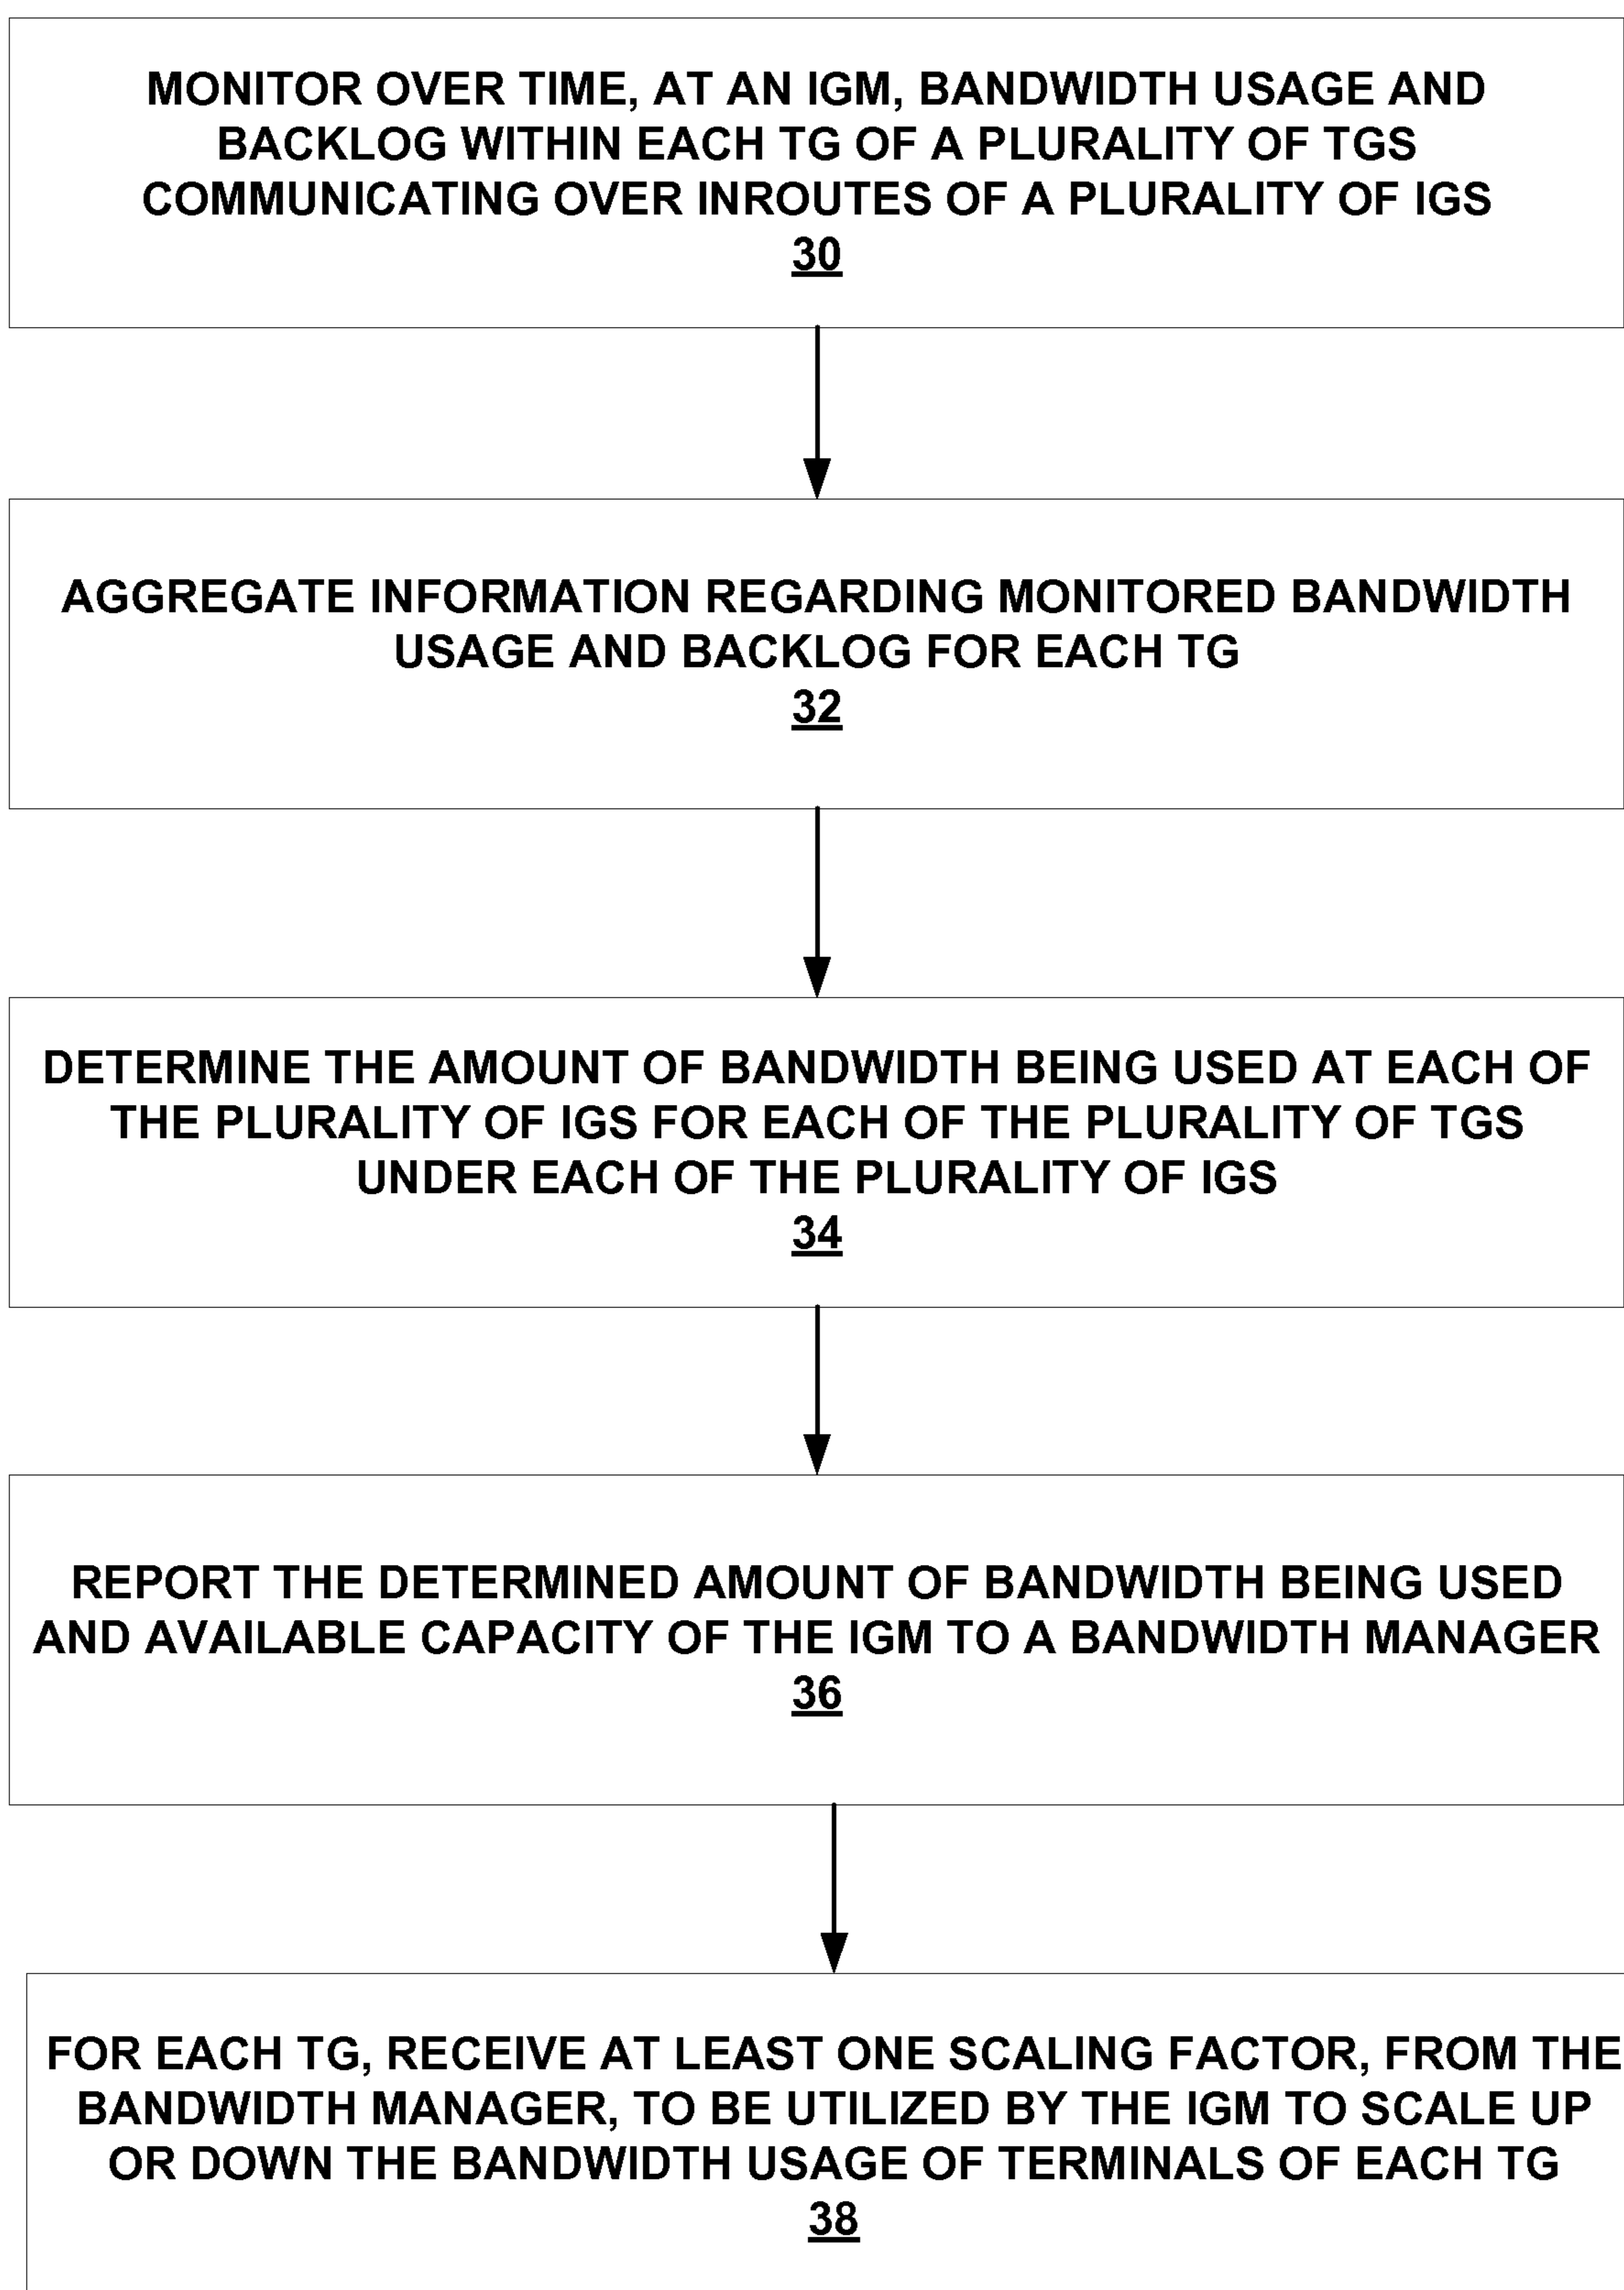 MONITOR OVER TIME, AT AN IGM, BANDWIDTH USAGE AND
BACKLOG WITHIN EACH TG OF A PLURALITY OF TGS
COMMUNICATING OVER INROUTES OF A PLURALITY OF IGS
30
AGGREGATE INFORMATION REGARDING MONITORED BANDWIDTH
USAGE AND BACKLOG FOR EACH TG
32
DETERMINE THE AMOUNT OF BANDWIDTH BEING USED AT EACH OF
THE PLURALITY OF IGS FOR EACH OF THE PLURALITY OF TGS
UNDER EACH OF THE PLURALITY OF IGS
34
REPORT THE DETERMINED AMOUNT OF BANDWIDTH BEING USED
AND AVAILABLE CAPACITY OF THE IGM TO A BANDWIDTH MANAGER
36
FOR EACH TG, RECEIVE AT LEAST ONE SCALING FACTOR, FROM THE
BANDWIDTH MANAGER, TO BE UTILIZED BY THE IGM TO SCALE UP
OR DOWN THE BANDWIDTH USAGE OF TERMINALS OF EACH TG
38